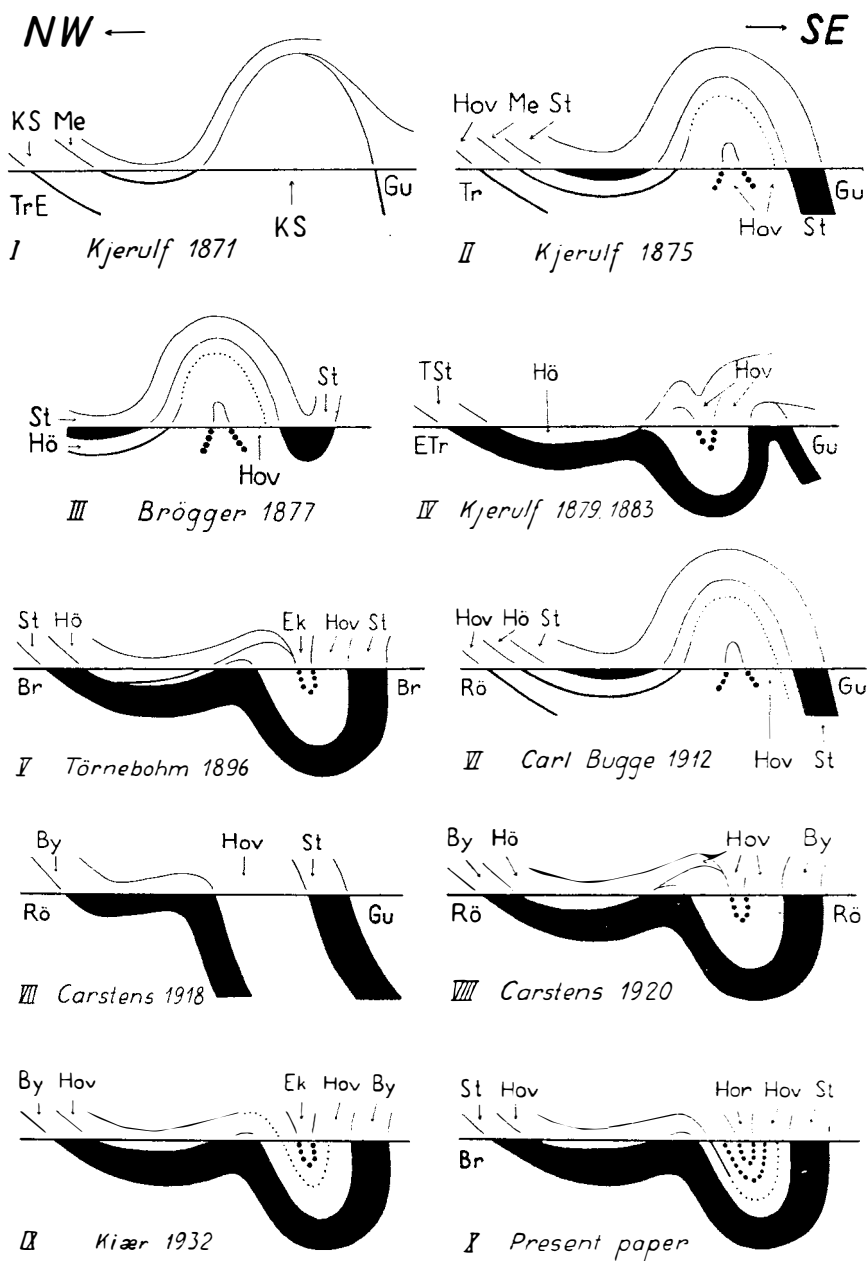 NW SE
KS Me
TrE KS Gu
I Kjerulf 1871
Hov Me St
Tr Hov St Gu
II Kjerulf 1875
St
St
Hö
Hov
III Brögger 1877
TSt Hö Hov
ETr Gu
IV Kjerulf 1879. 1883
St Hö Ek Hov St
Br Br
V Törnebohm 1896
Hov Hö St
Rö Gu
VI Carl Bugge 1912 Hov St
By Hov St
Rö Gu
VII Carstens 1918
By Hö Hov By
Rö Rö
VIII Carstens 1920
By Hov Ek Hov By
IX Kiær 1932
St Hov Hor Hov St
Br
X Present paper